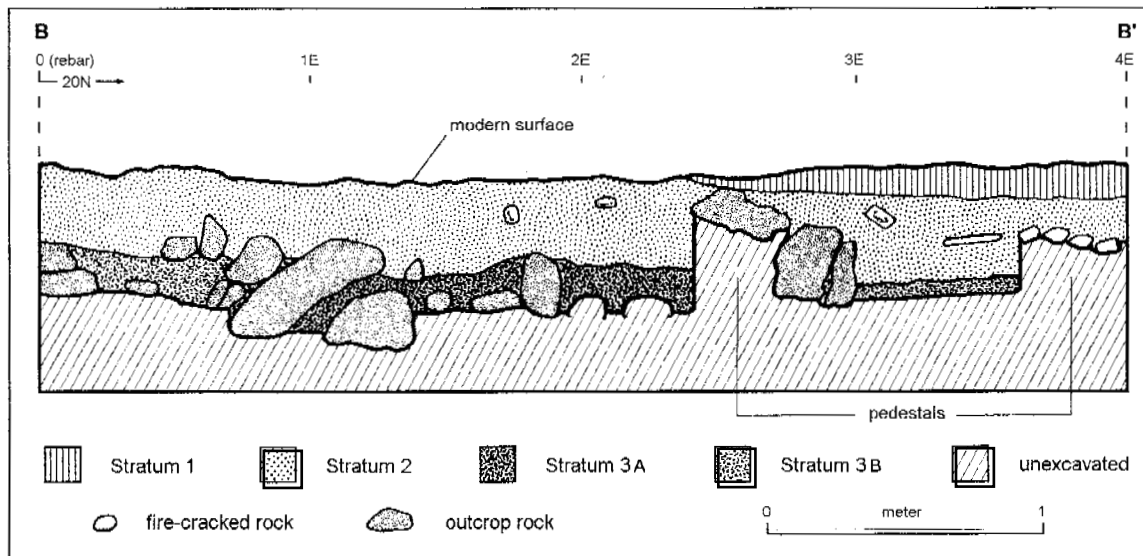 B B'
0 (rebar) 1E 2E 3E 4E
20N
modern surface
pedestals
Stratum 1 Stratum 2 Stratum 3A Stratum 3B unexcavated
fire-cracked rock outcrop rock 0 meter 1